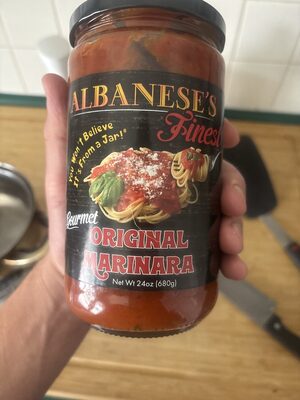 ALBANESE'S
Finest
You Won't Believe
It's From a Jar!"
Gourmet
ORIGINAL
MARINARA
Net Wt 24oz (680g)